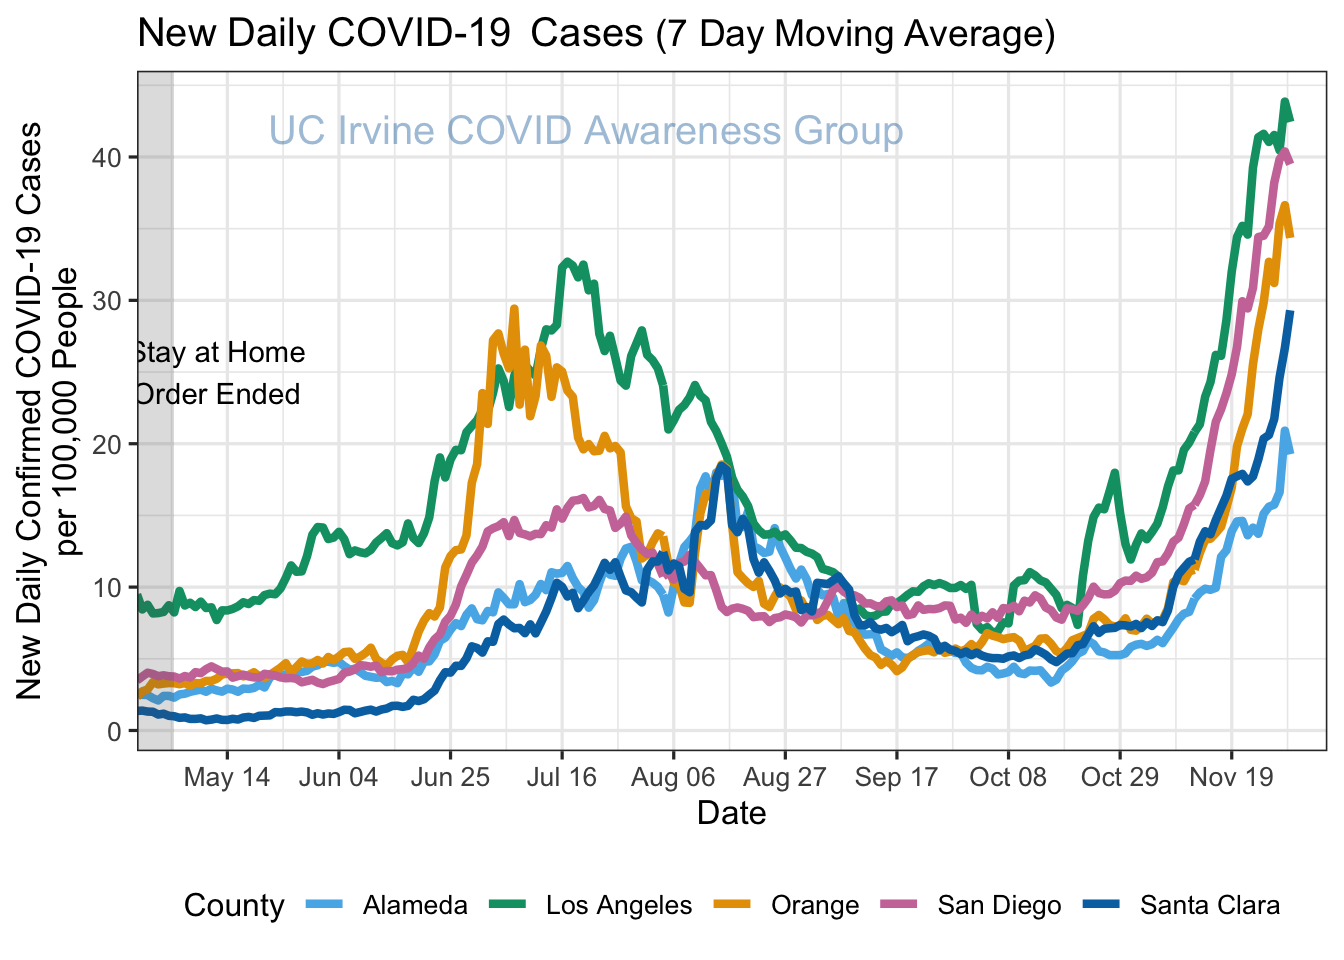 New Daily COVID-19 Cases (7 Day Moving Average)
UC Irvine COVID Awareness Group
New Daily Confirmed COVID-19 Cases
per 100,000 People
40
30
20
10
0
Stay at Home
Order Ended
May 14 Jun 04 Jun 25 Jul 16 Aug 06 Aug 27 Sep 17 Oct 08 Oct 29 Nov 19
Date
County Alameda Los Angeles Orange San Diego Santa Clara